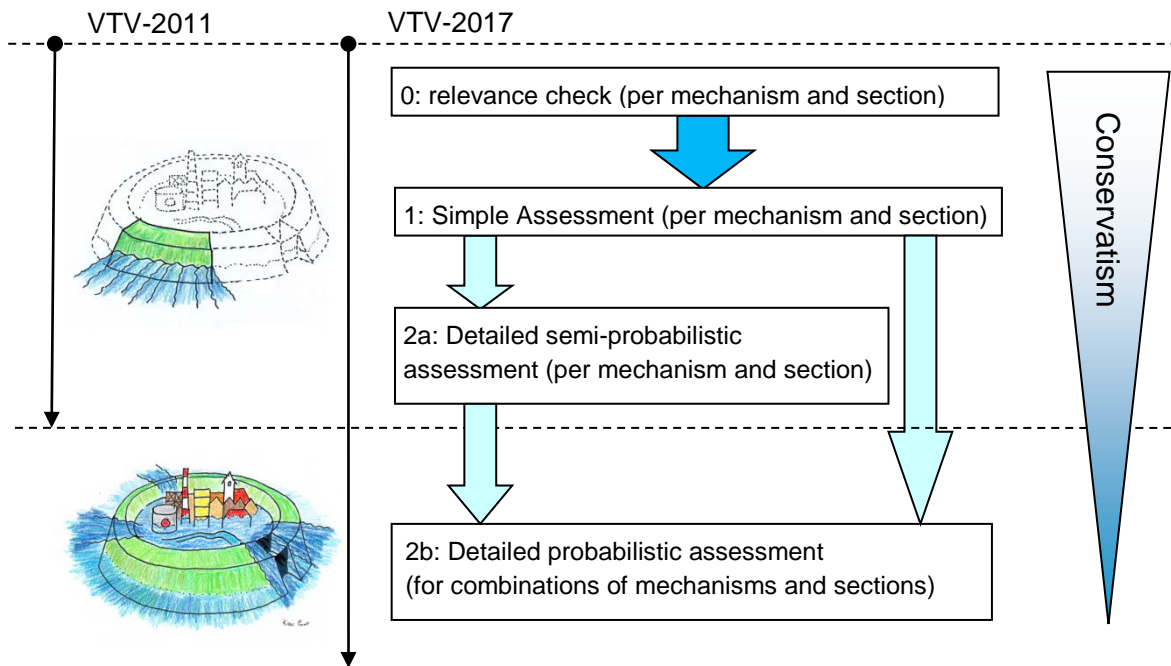 VTV-2011
VTV-2017
0: relevance check (per mechanism and section)
1: Simple Assessment (per mechanism and section)
2a: Detailed semi-probabilistic
assessment (per mechanism and section)
2b: Detailed probabilistic assessment
(for combinations of mechanisms and sections)
Conservatism